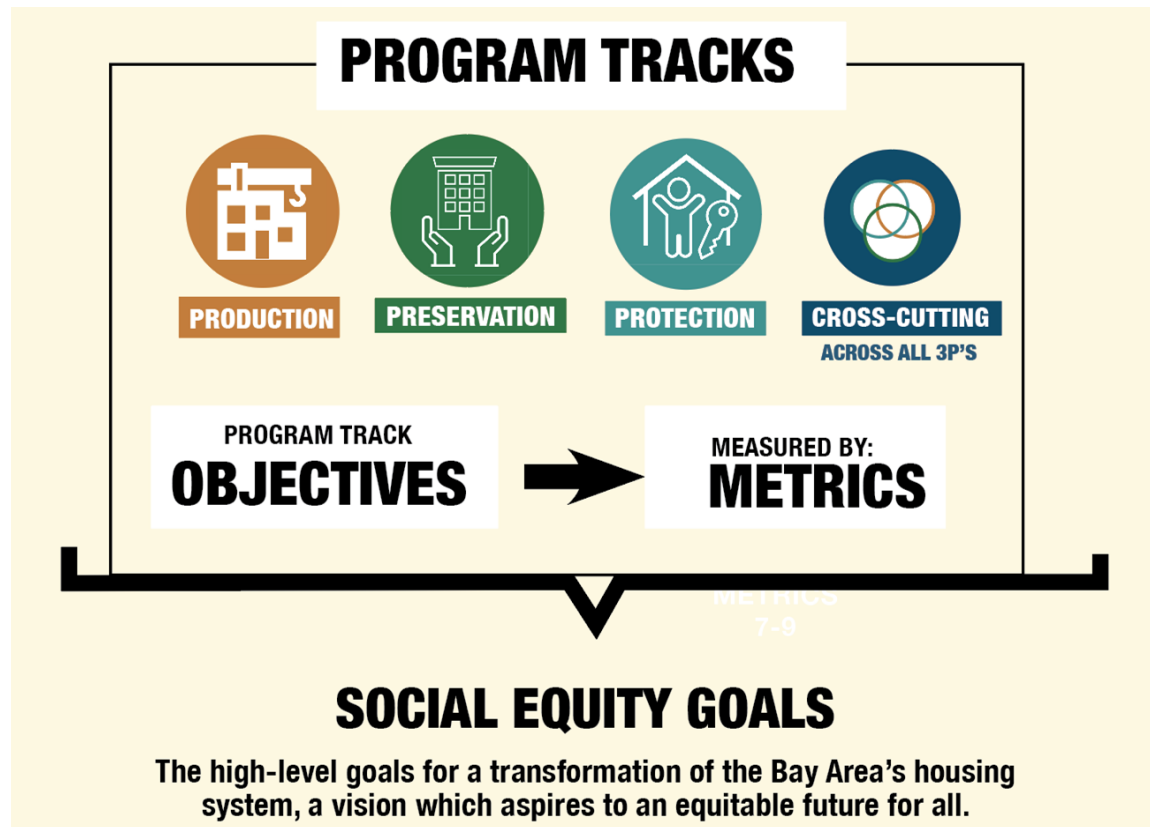 PROGRAM TRACKS
PRODUCTION
PRESERVATION
PROTECTION
CROSS-CUTTING
ACROSS ALL 3P'S
PROGRAM TRACK
OBJECTIVES
MEASURED BY:
METRICS
METRICS
7-9
SOCIAL EQUITY GOALS
The high-level goals for a transformation of the Bay Area's housing
system, a vision which aspires to an equitable future for all.